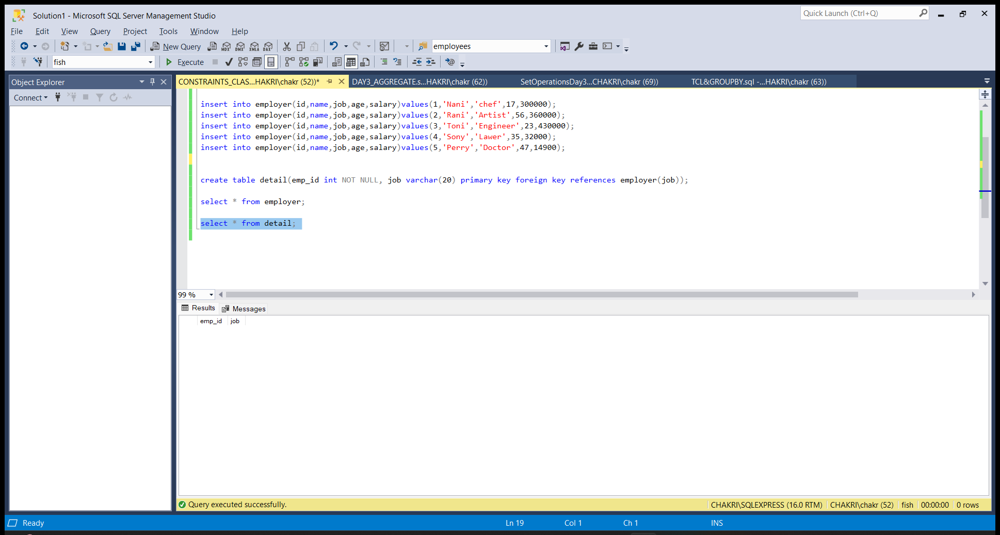 Solution1 - Microsoft SQL Server Management Studio
Quick Launch (Ctrl+Q)
File Edit View Query Project Tools Window Help
New Query MDX DMX XMLA DAX employees
fish Execute
Object Explorer
Connect
CONSTRAINTS_CLAS...HAKRI\chakr (52))* DAY3_AGGREGATE.s...HAKRI\chakr (62)) SetOperationsDay3...CHAKRI\chakr (69)) TCL&GROUPBY.sql -...HAKRI\chakr (63))
insert into employer(id,name,job,age,salary)values(1,'Nani','chef',17,300000);
insert into employer(id,name,job,age,salary)values(2,'Rani','Artist',56,360000);
insert into employer(id,name,job,age,salary)values(3,'Toni','Engineer',23,430000);
insert into employer(id,name,job,age,salary)values(4,'Sony','Lawer',35,32000);
insert into employer(id,name,job,age,salary)values(5,'Perry','Doctor',47,14900);
create table detail(emp_id int NOT NULL, job varchar(20) primary key foreign key references employer(job));
select * from employer;
select * from detail;
99 %
Results Messages
emp_id job
Query executed successfully. CHAKRI\SQLEXPRESS (16.0 RTM) CHAKRI\chakr (52) fish 00:00:00 0 rows
Ready Ln 19 Col 1 Ch 1 INS